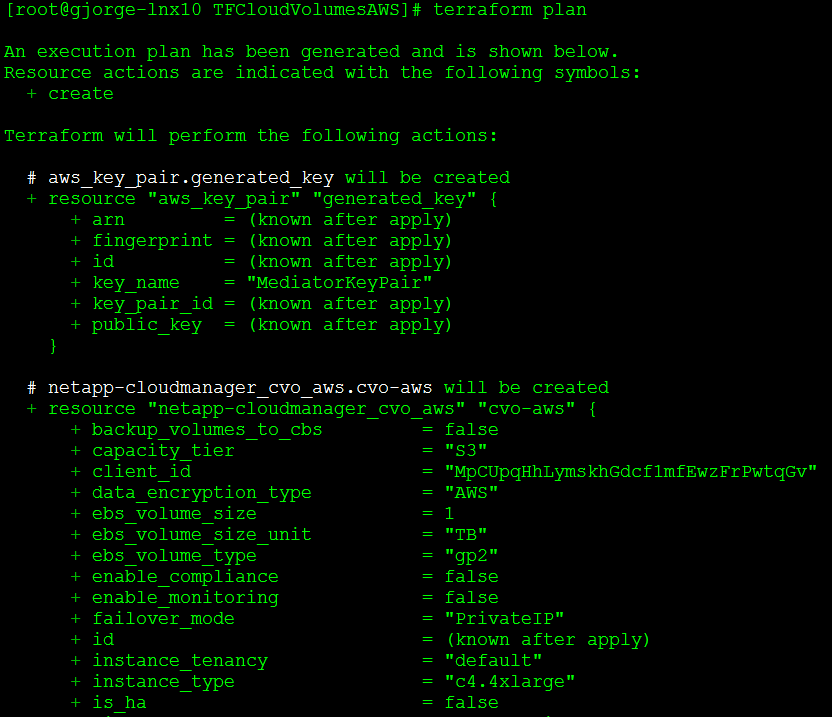 [root@gjorge-lnx10 TFCloudVolumesAWS]# terraform plan
An execution plan has been generated and is shown below.
Resource actions are indicated with the following symbols:
  + create
Terraform will perform the following actions:
  # aws_key_pair.generated_key will be created
  + resource "aws_key_pair" "generated_key" {
      + arn         = (known after apply)
      + fingerprint = (known after apply)
      + id          = (known after apply)
      + key_name    = "MediatorKeyPair"
      + key_pair_id = (known after apply)
      + public_key  = (known after apply)
    }
  # netapp-cloudmanager_cvo_aws.cvo-aws will be created
  + resource "netapp-cloudmanager_cvo_aws" "cvo-aws" {
      + backup_volumes_to_cbs         = false
      + capacity_tier                 = "S3"
      + client_id                     = "MpCUpqHhLymskhGdcf1mfEwzFrPwtqGv"
      + data_encryption_type          = "AWS"
      + ebs_volume_size               = 1
      + ebs_volume_size_unit          = "TB"
      + ebs_volume_type               = "gp2"
      + enable_compliance             = false
      + enable_monitoring             = false
      + failover_mode                 = "PrivateIP"
      + id                            = (known after apply)
      + instance_tenancy              = "default"
      + instance_type                 = "c4.4xlarge"
      + is_ha                         = false